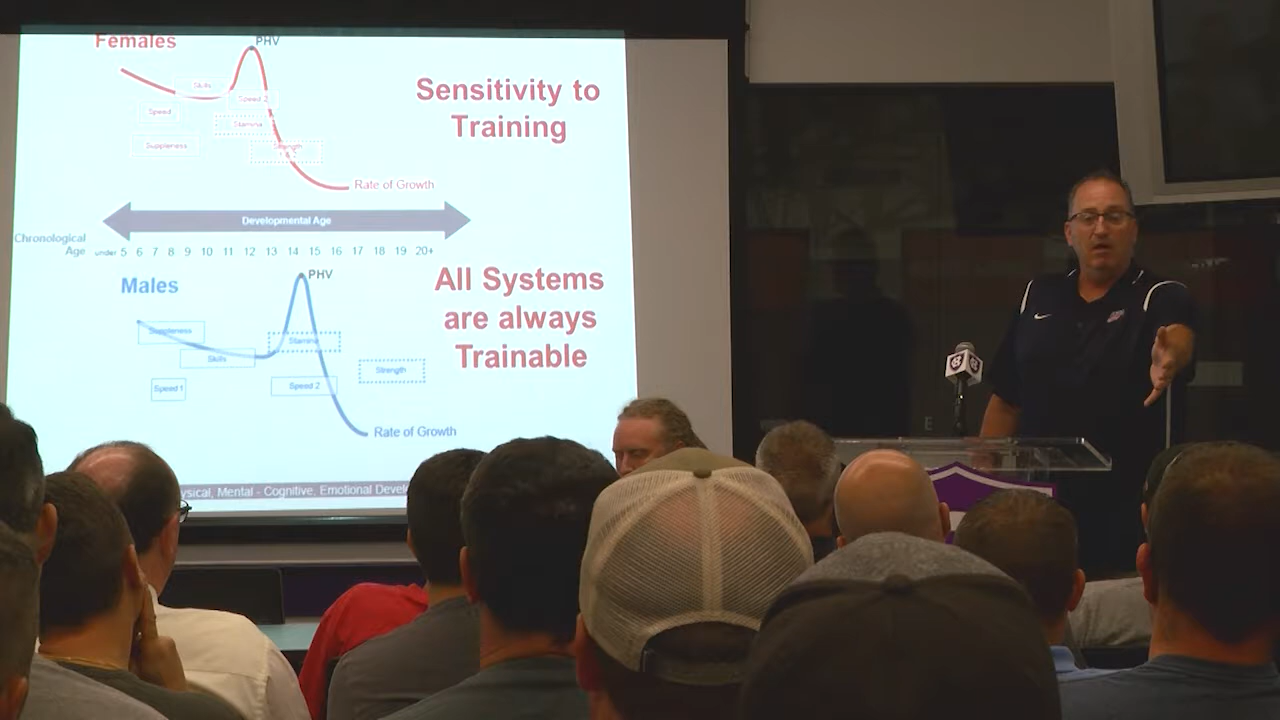 Females
PHV
Skills
Speed 2
Speed
Stamina
Suppleness
Strength
Rate of Growth
Sensitivity to
Training
Developmental Age
Chronological
Age
under 5 6 7 8 9 10 11 12 13 14 15 16 17 18 19 20+
Males
PHV
Suppleness
Stamina
Skills
Strength
Speed 1
Speed 2
Rate of Growth
All Systems
are always
Trainable
Mental - Cognitive, Emotional